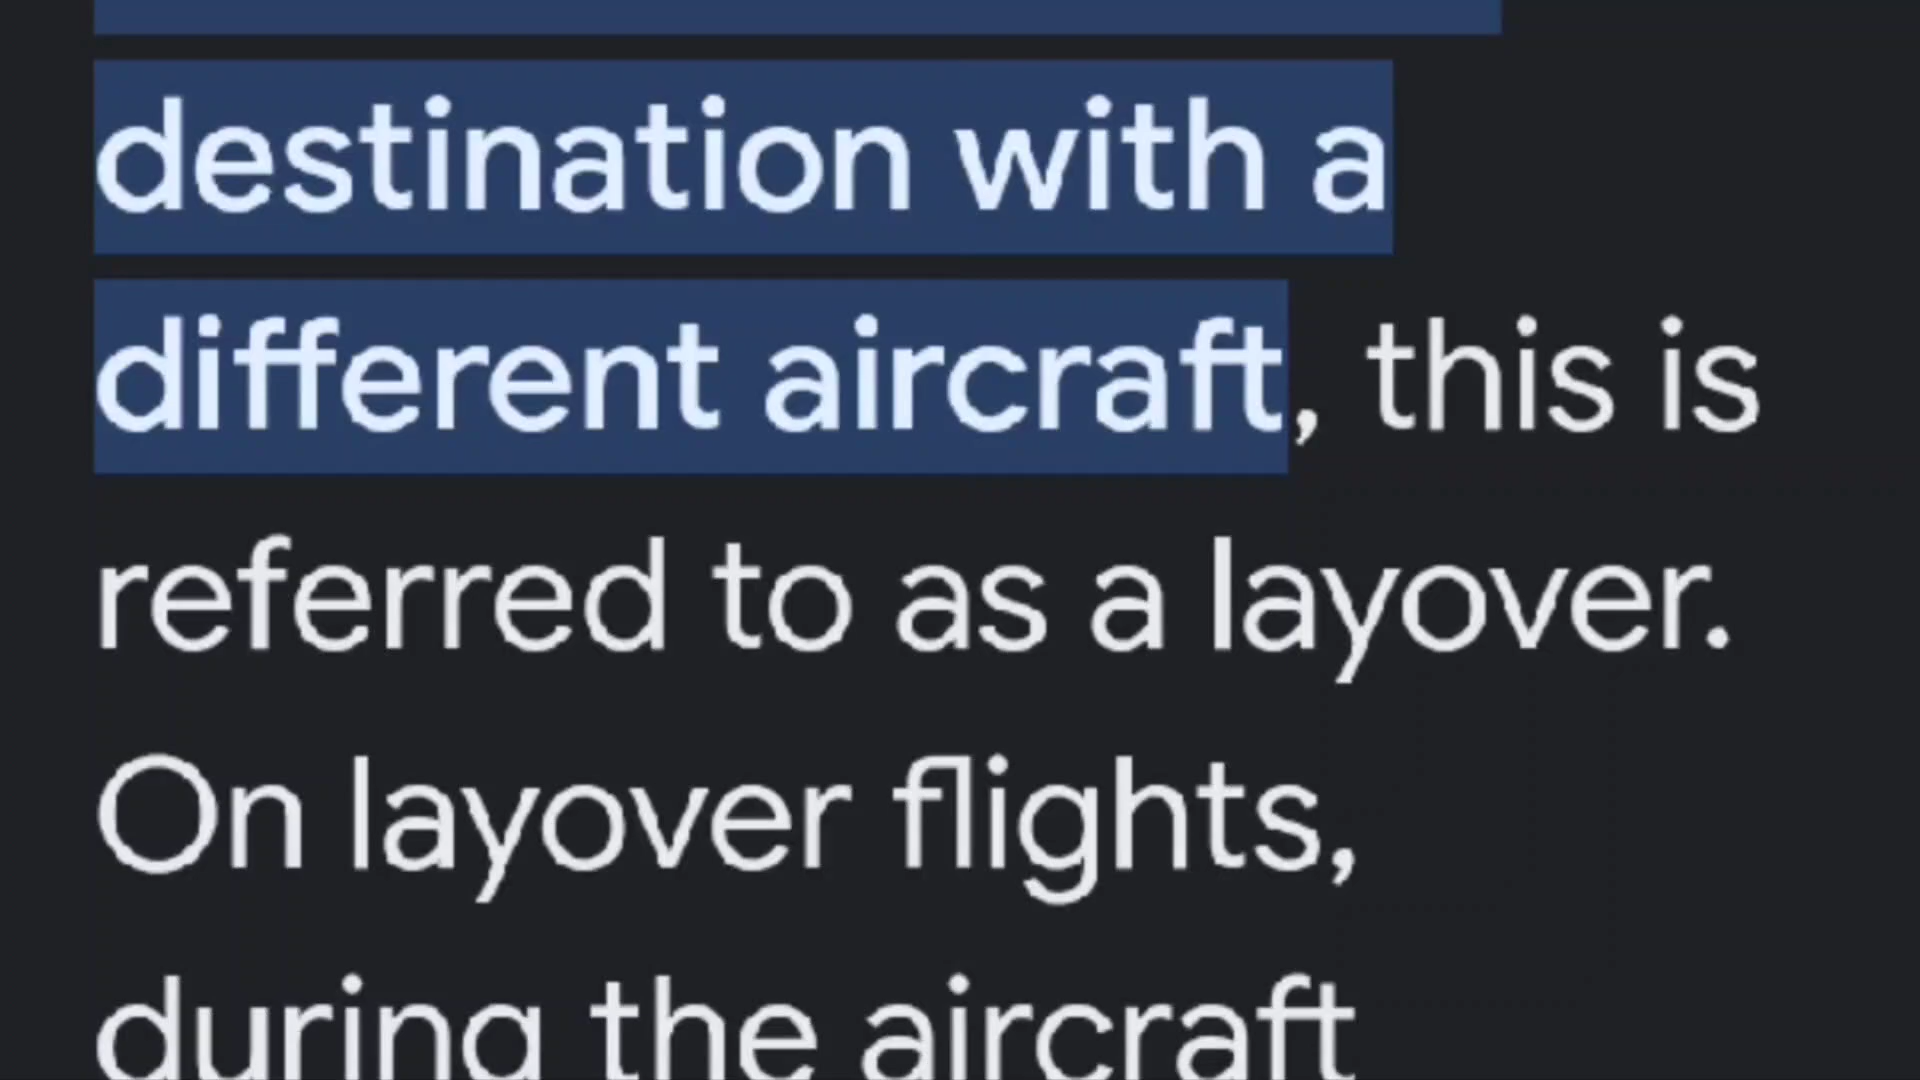 destination with a
different aircraft, this is
referred to as a layover.
On layover flights,
during the aircraft